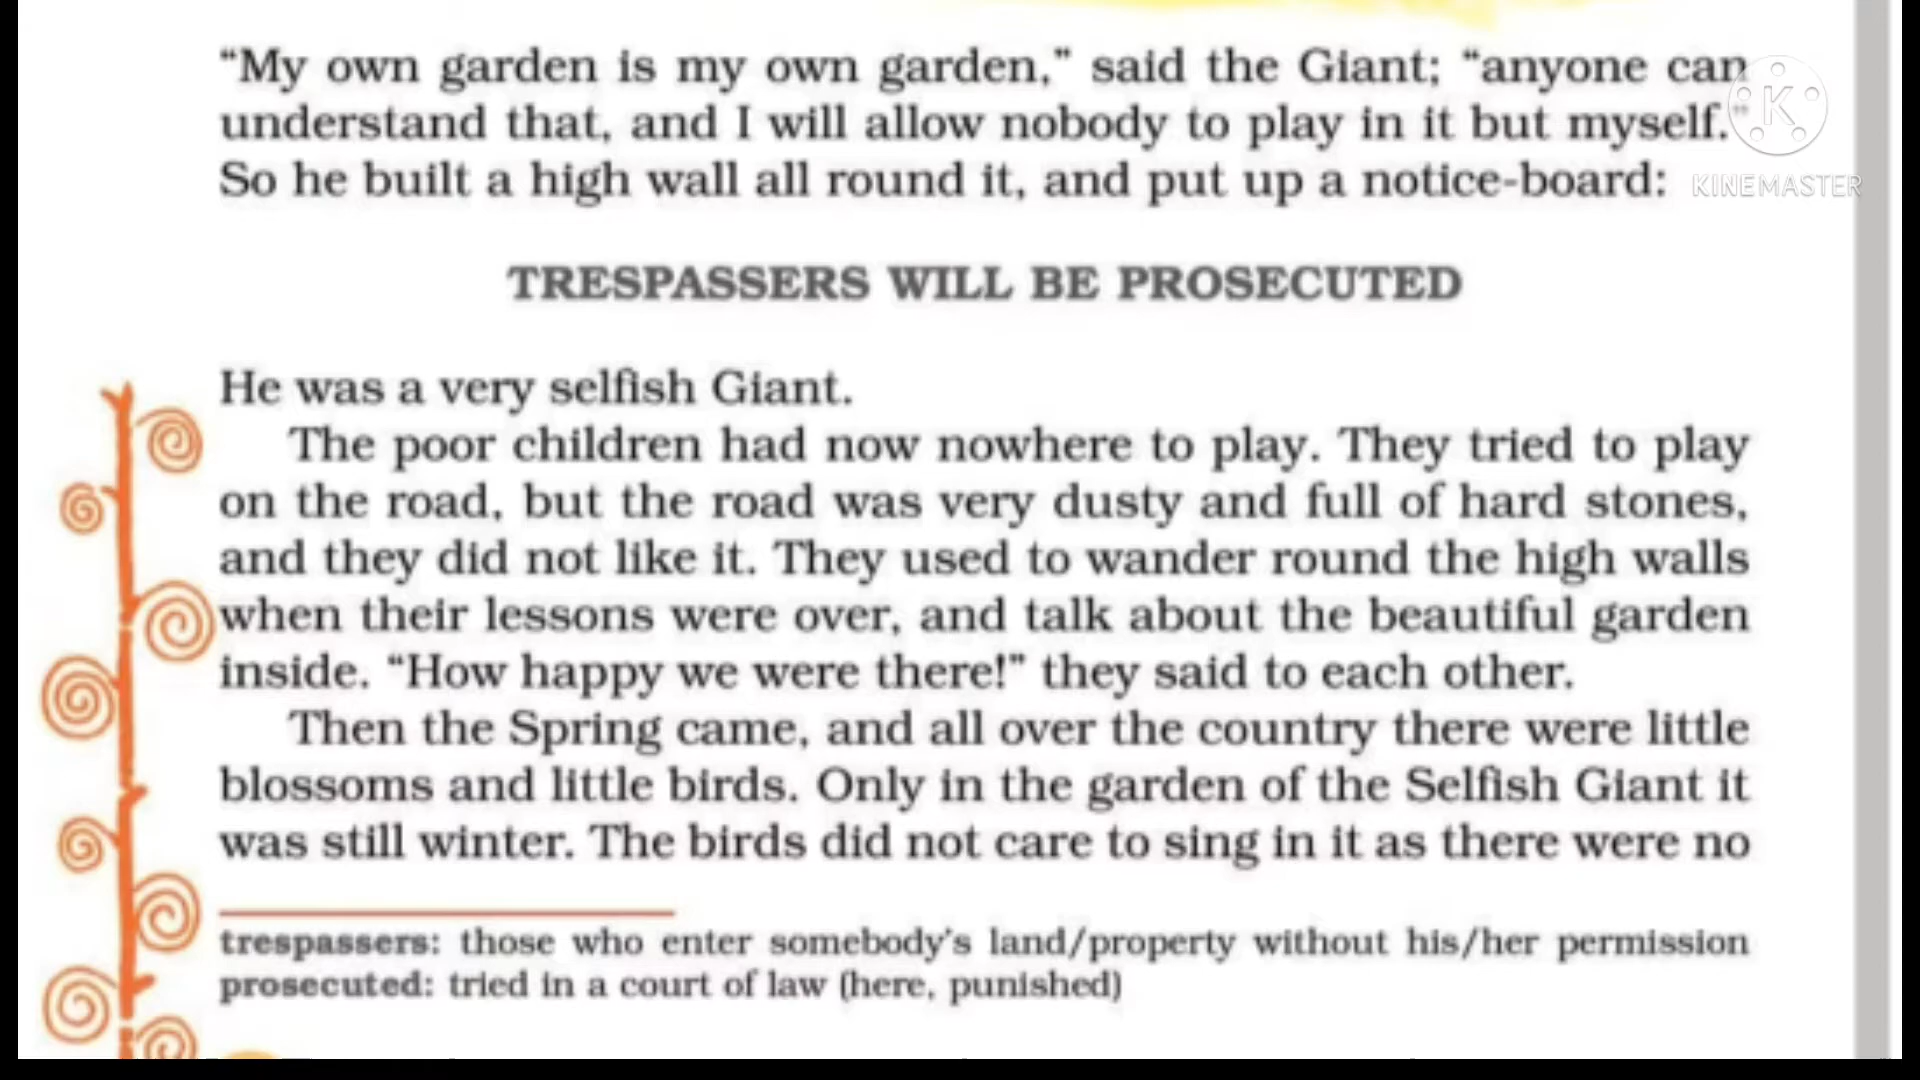 “My own garden is my own garden,” said the Giant; “anyone can
understand that, and I will allow nobody to play in it but myself.”
So he built a high wall all round it, and put up a notice-board:
KINEMASTER
TRESPASSERS WILL BE PROSECUTED
He was a very selfish Giant.
The poor children had now nowhere to play. They tried to play
on the road, but the road was very dusty and full of hard stones,
and they did not like it. They used to wander round the high walls
when their lessons were over, and talk about the beautiful garden
inside. “How happy we were there!” they said to each other.
Then the Spring came, and all over the country there were little
blossoms and little birds. Only in the garden of the Selfish Giant it
was still winter. The birds did not care to sing in it as there were no
trespassers: those who enter somebody’s land/property without his/her permission
prosecuted: tried in a court of law (here, punished)